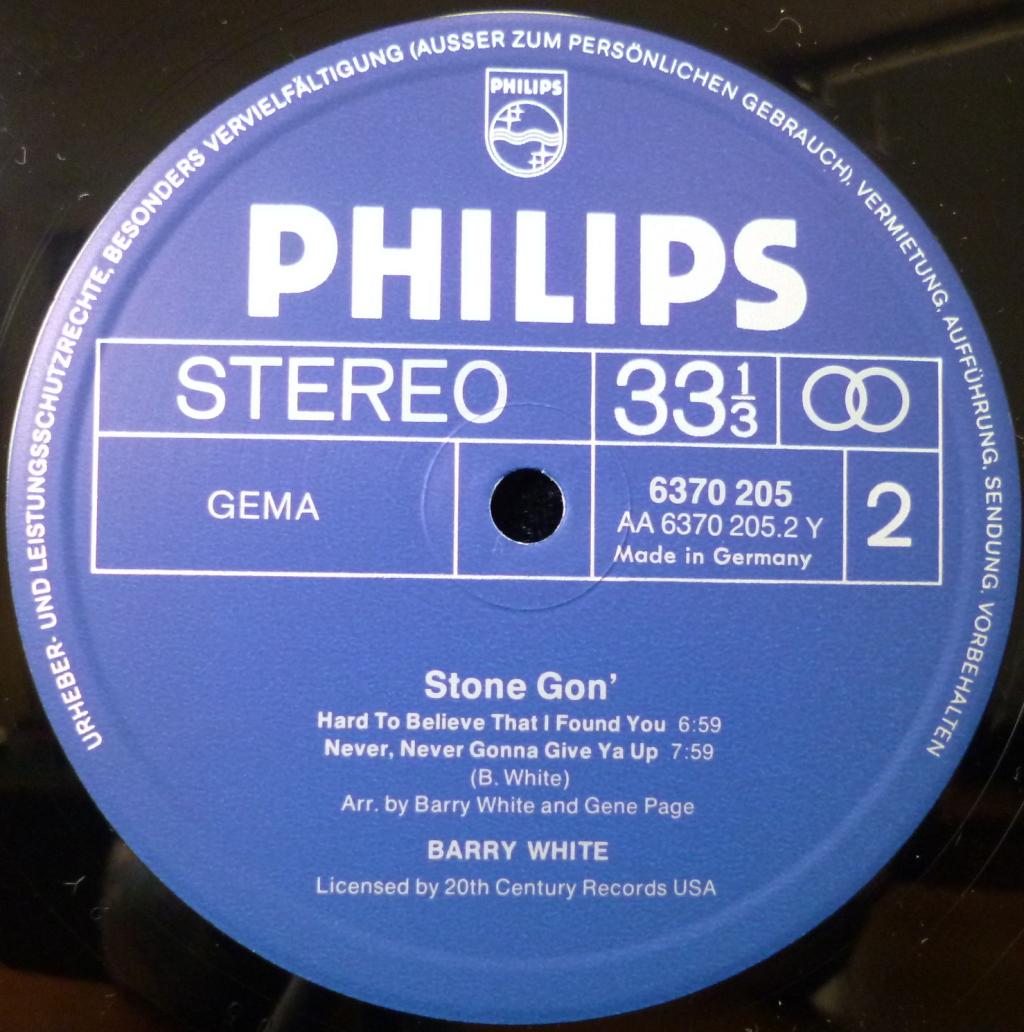 URHEBER- UND LEISTUNGSSCHUTZRECHTE, BESONDERS VERVIELFÄLTIGUNG (AUSSER ZUM PERSÖNLICHEN GEBRAUCH), VERMIETUNG, AUFFÜHRUNG, SENDUNG, VORBEHALTEN
PHILIPS
PHILIPS
STEREO 33 1/3
GEMA 6370 205 2
AA 6370 205.2 Y
Made in Germany
Stone Gon'
Hard To Believe That I Found You 6:59
Never, Never Gonna Give Ya Up 7:59
(B. White)
Arr. by Barry White and Gene Page
BARRY WHITE
Licensed by 20th Century Records USA